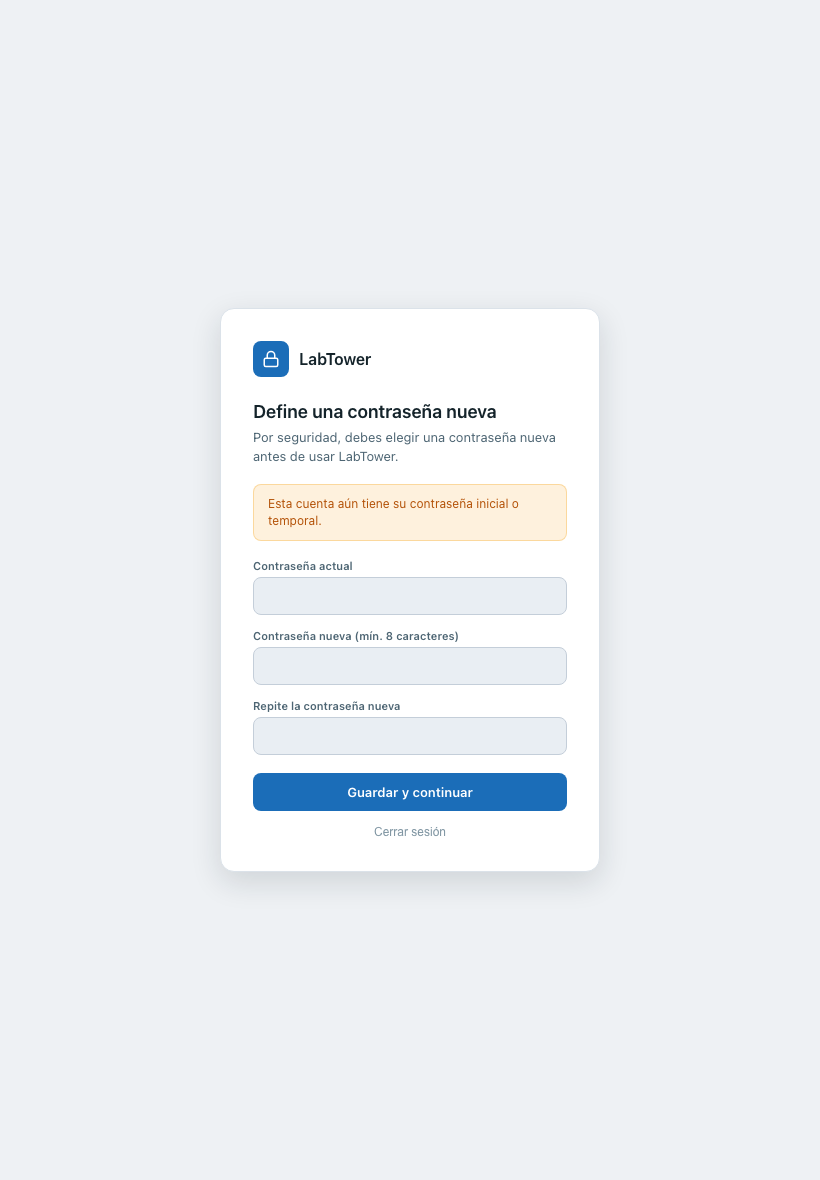 LabTower
Define una contraseña nueva
Por seguridad, debes elegir una contraseña nueva
antes de usar LabTower.
Esta cuenta aún tiene su contraseña inicial o
temporal.
Contraseña actual
Contraseña nueva (mín. 8 caracteres)
Repite la contraseña nueva
Guardar y continuar
Cerrar sesión